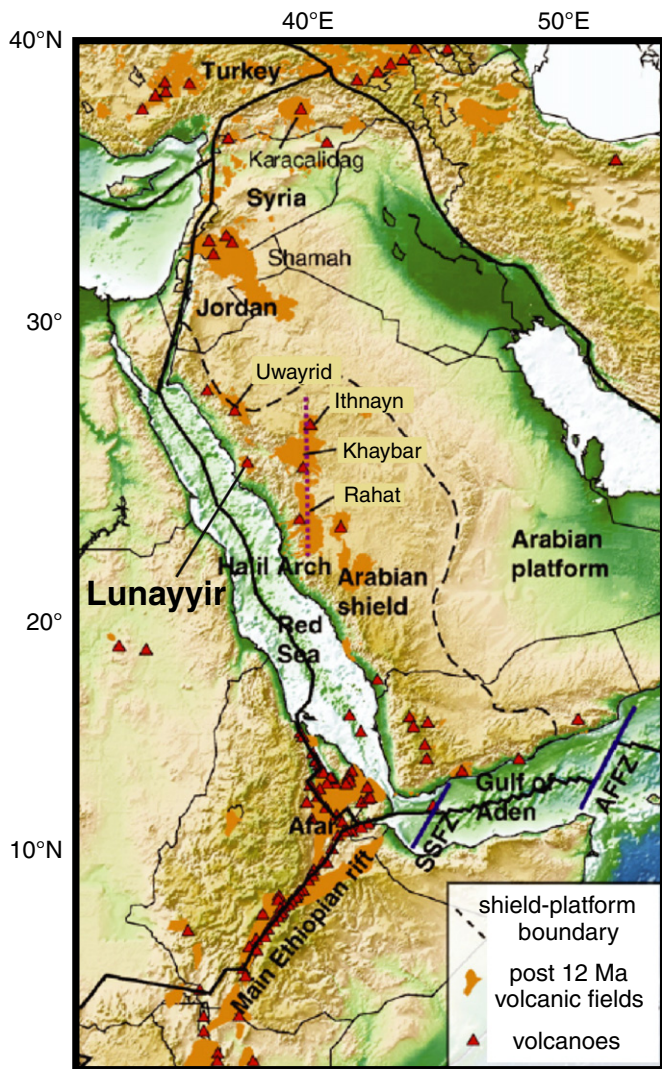 40°E 50°E
40°N
Turkey
Karacalidag
Syria
Shamah
Jordan
30°
Uwayrid
Ithnayn
Khaybar
Rahat
Halil Arch
Arabian
shield
Arabian
platform
Lunayyir
20°
Red
Sea
Gulf of
Aden
AFFZ
SSFZ
Afar
10°N
Main Ethiopian rift
shield-platform
boundary
post 12 Ma
volcanic fields
volcanoes